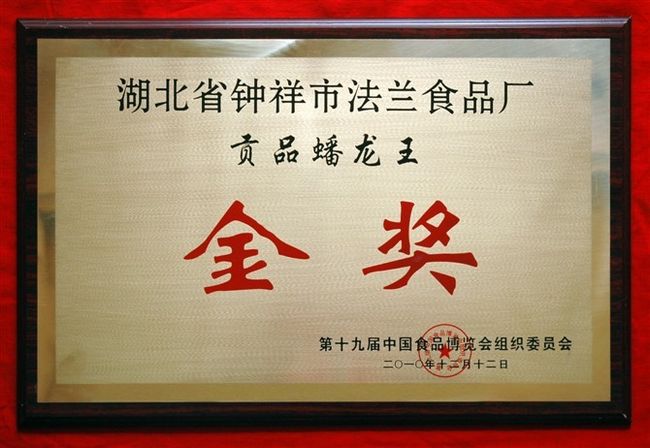 湖北省钟祥市法兰食品厂
贡品蟠龙王
金奖
第十九届中国食品博览会组织委员会
二〇一〇年十二月十二日